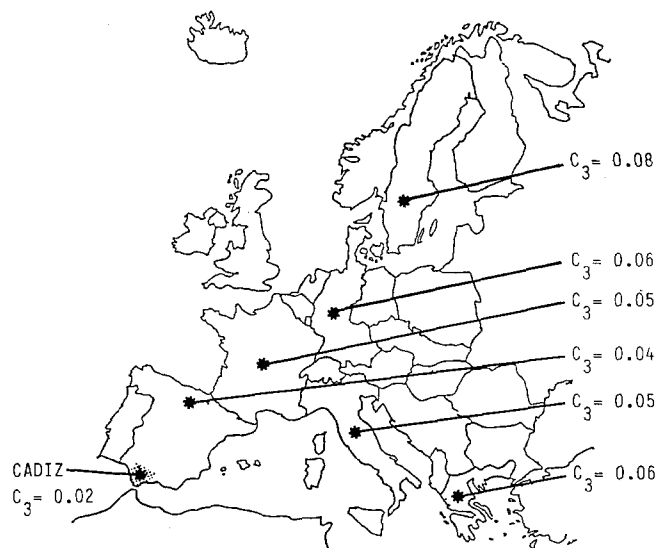 C₃= 0.08
C₃= 0.06
C₃= 0.05
C₃= 0.04
C₃= 0.05
CADIZ
C₃= 0.02
C₃= 0.06